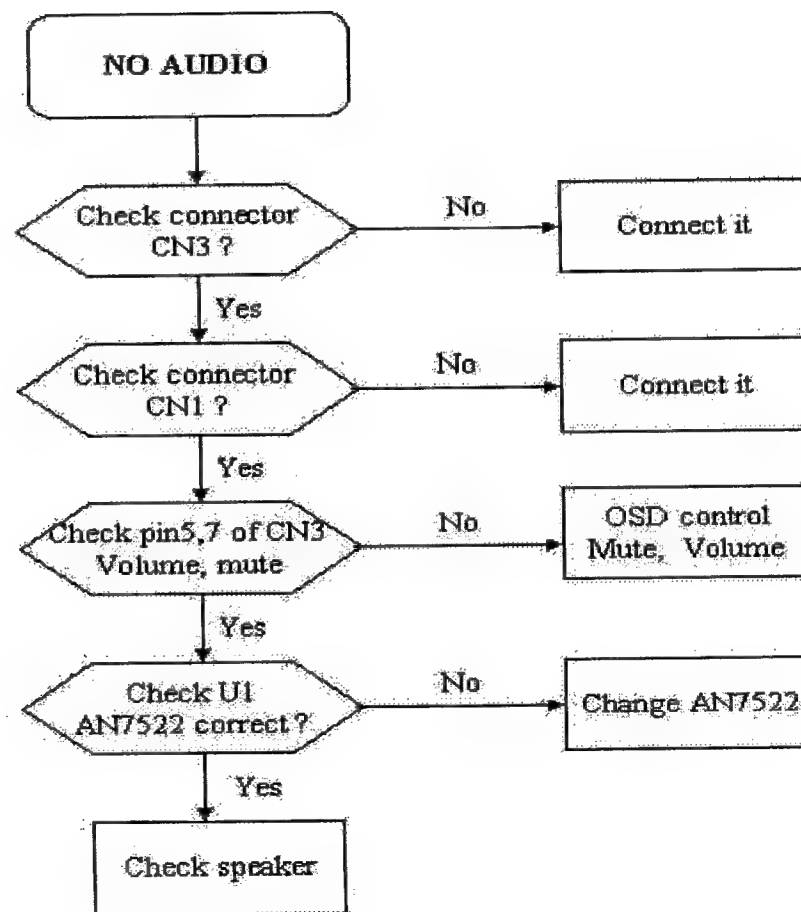 NO AUDIO
Check connector
CN3 ?
No
Connect it
Yes
Check connector
CN1 ?
No
Connect it
Yes
Check pin5,7 of CN3
Volume, mute
No
OSD control
Mute, Volume
Yes
Check U1
AN7522 correct ?
No
Change AN7522
Yes
Check speaker